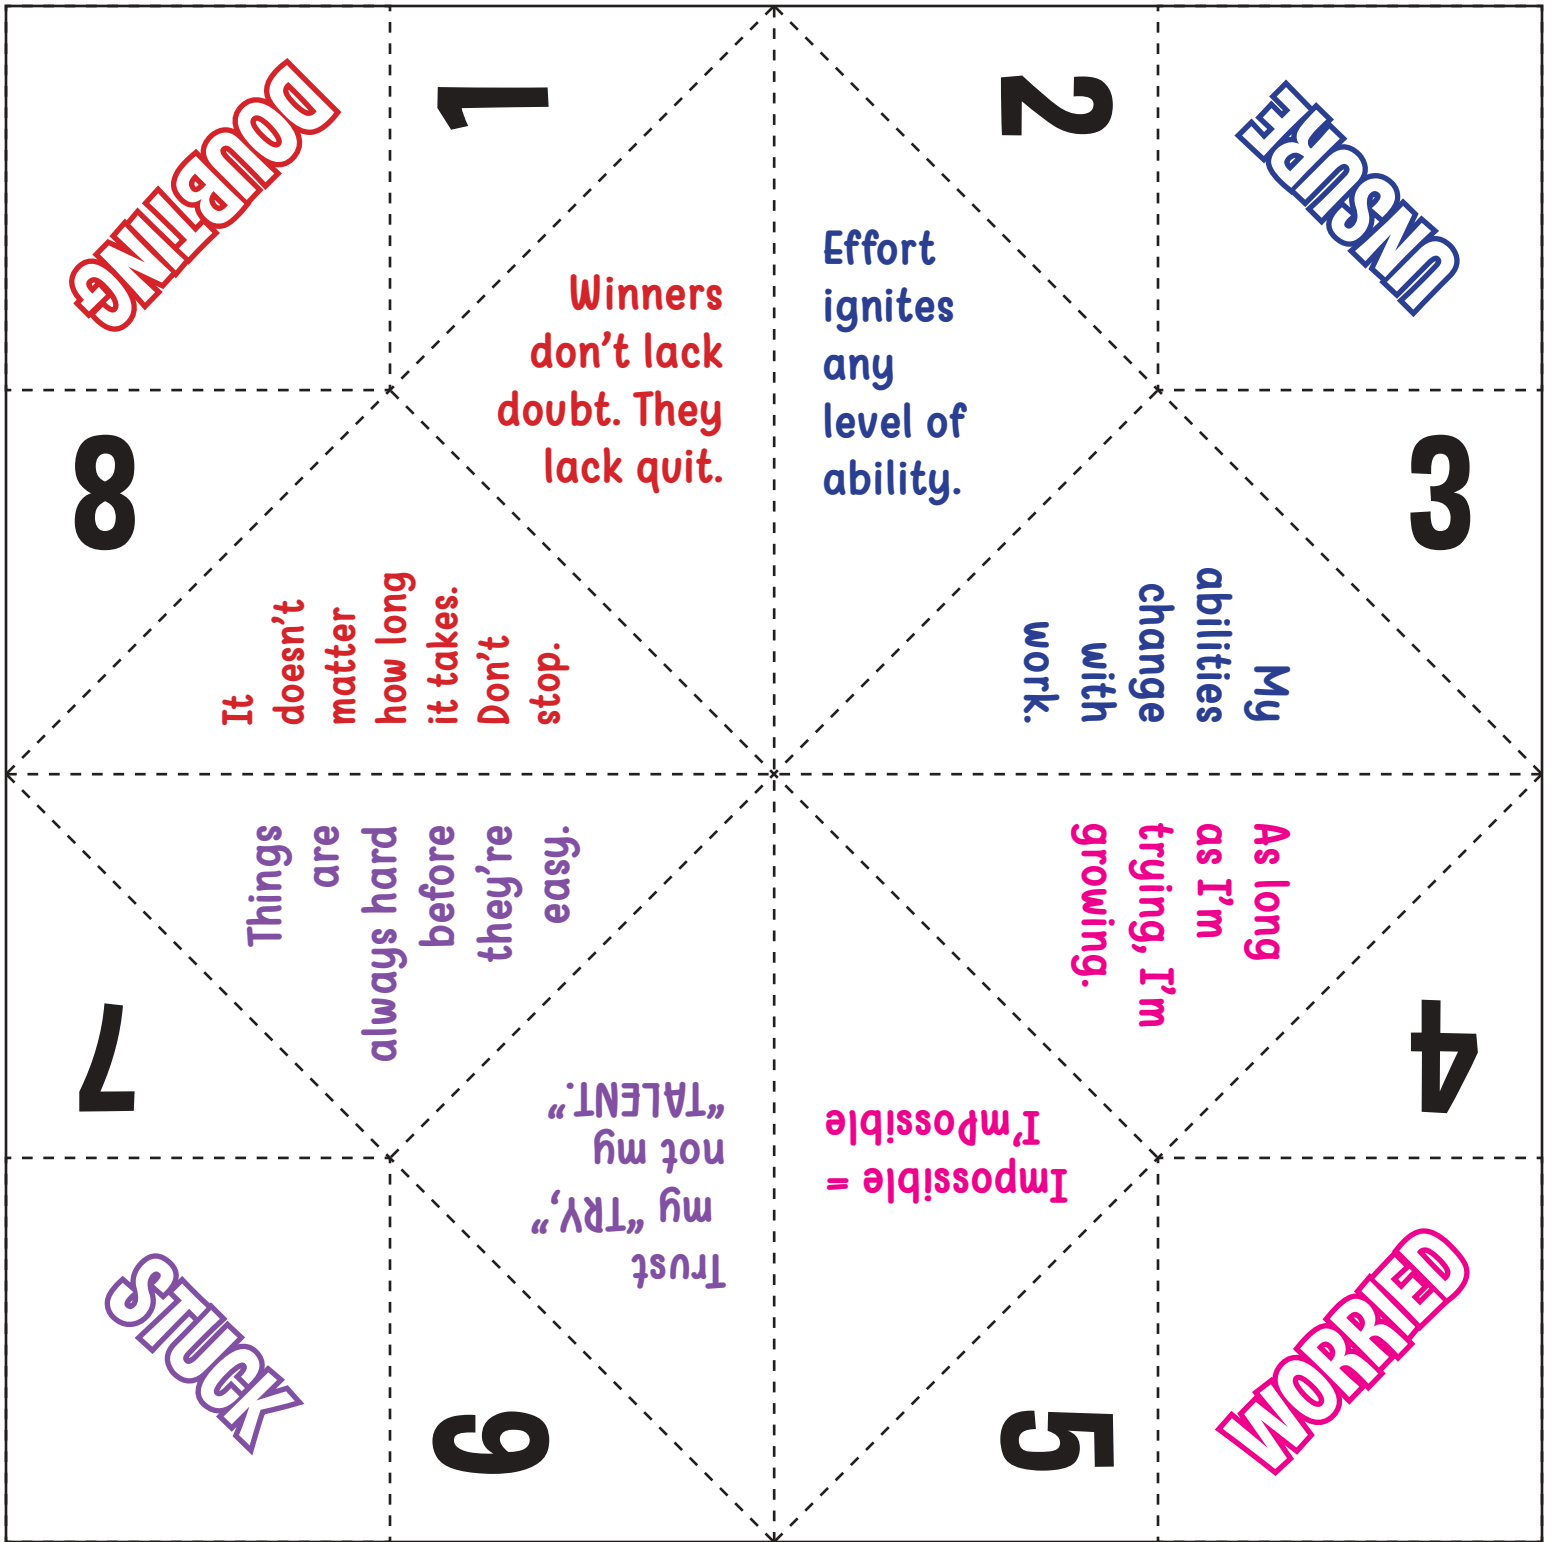 DOUBTING
1
2
UNSURE
Winners
don't lack
doubt. They
lack quit.
Effort
ignites
any
level of
ability.
8
3
It
doesn't
matter
how long
it takes.
Don't
stop.
My
abilities
change
with
work.
Things
are
always hard
before
they're
easy.
As long
as I'm
trying, I'm
growing.
7
4
Trust
my “TRY,”
not my
“TALENT.”
Impossible =
I'mPossible
STUCK
6
5
WORRIED